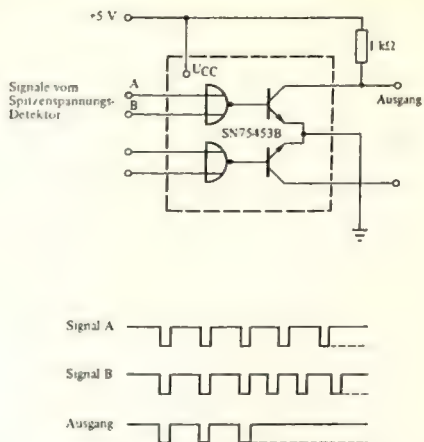 +5 V
1 kΩ
UCC
A
Signale vom
Spitzenspannungs-
Detektor
B
Ausgang
SN75453B
Signal A
Signal B
Ausgang